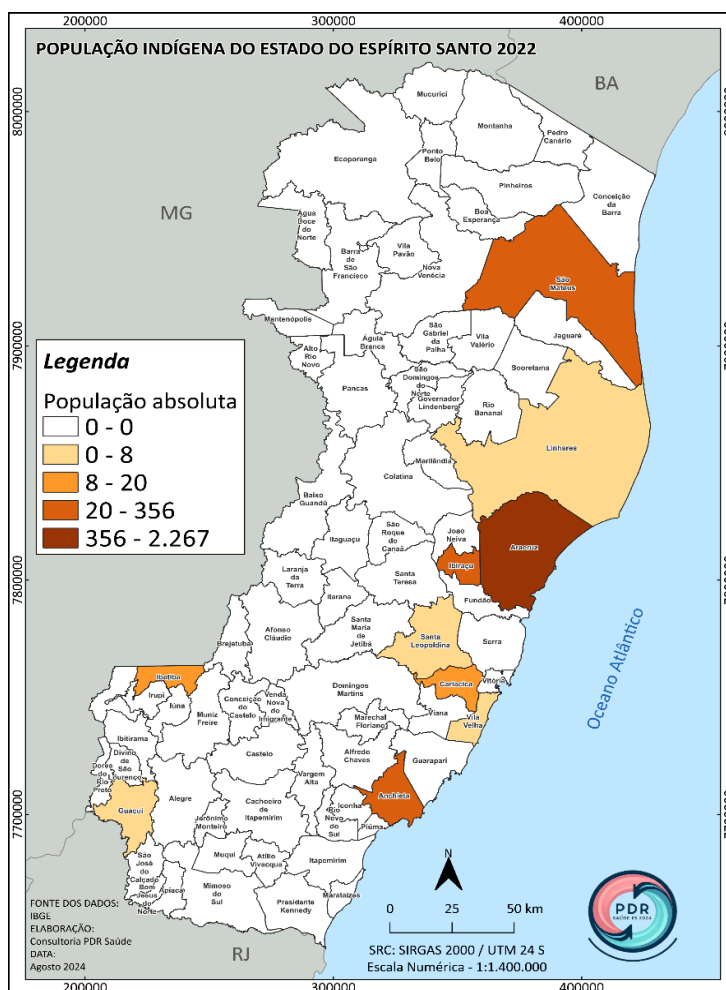 200000
300000
400000
POPULAÇÃO INDÍGENA DO ESTADO DO ESPÍRITO SANTO 2022
BA
8000000
Mucurici
Montanha
Pedro
Canário
Ponto
Belo
Ecoporanga
Pinheiros
Conceição
da
Barra
MG
Água
Doce
do
Norte
Boa
Esperança
Vila
Pavão
Barra
de
São
Francisco
Nova
Venécia
São
Mateus
Mantenópolis
7900000
Alto
Rio
Novo
Águia
Branca
São
Gabriel
da
Palha
Vila
Valério
Jaguaré
Sooretama
Pancas
São
Domingos
do
Norte
Governador
Lindenberg
Rio
Bananal
Linhares
Marilândia
Colatina
Legenda
População absoluta
0 - 0
0 - 8
8 - 20
20 - 356
356 - 2.267
Baixo
Guandú
Itaguaçu
São
Roque
do
Canaã
Joao
Neiva
Aracruz
Ibiraçu
7800000
Laranja
da
Terra
Santa
Teresa
Itarana
Fundão
Afonso
Cláudio
Santa
Maria
de
Jetibá
Santa
Leopoldina
Serra
Brejetuba
Oceano Atlântico
Ibatiba
Irupi
Iúna
Cariacica
Vitória
Domingos
Martins
Conceição
do
Castelo
Venda
Nova
do
Imigrante
Muniz
Freire
Viana
Vila
Velha
Marechal
Floriano
Ibitirama
Castelo
Alfredo
Chaves
Guarapari
Divino
de
São
Lourenço
Dores
do
Rio
Preto
Vargem
Alta
Anchieta
Guaçuí
Alegre
Cachoeiro
de
Itapemirim
Iconha
7700000
Jerônimo
Monteiro
Rio
Novo
do
Sul
Piúma
São
José
do
Calçado
Muqui
Atílio
Vivacqua
Itapemirim
Bom
Jesus
do
Norte
Apiacá
Mimoso
do
Sul
Presidente
Kennedy
Marataízes
RJ
N
0 25 50 km
SRC: SIRGAS 2000 / UTM 24 S
Escala Numérica - 1:1.400.000
FONTE DOS DADOS:
IBGE
ELABORAÇÃO:
Consultoria PDR Saúde
DATA:
Agosto 2024
PDR
SAÚDE ES 2024
200000
300000
400000